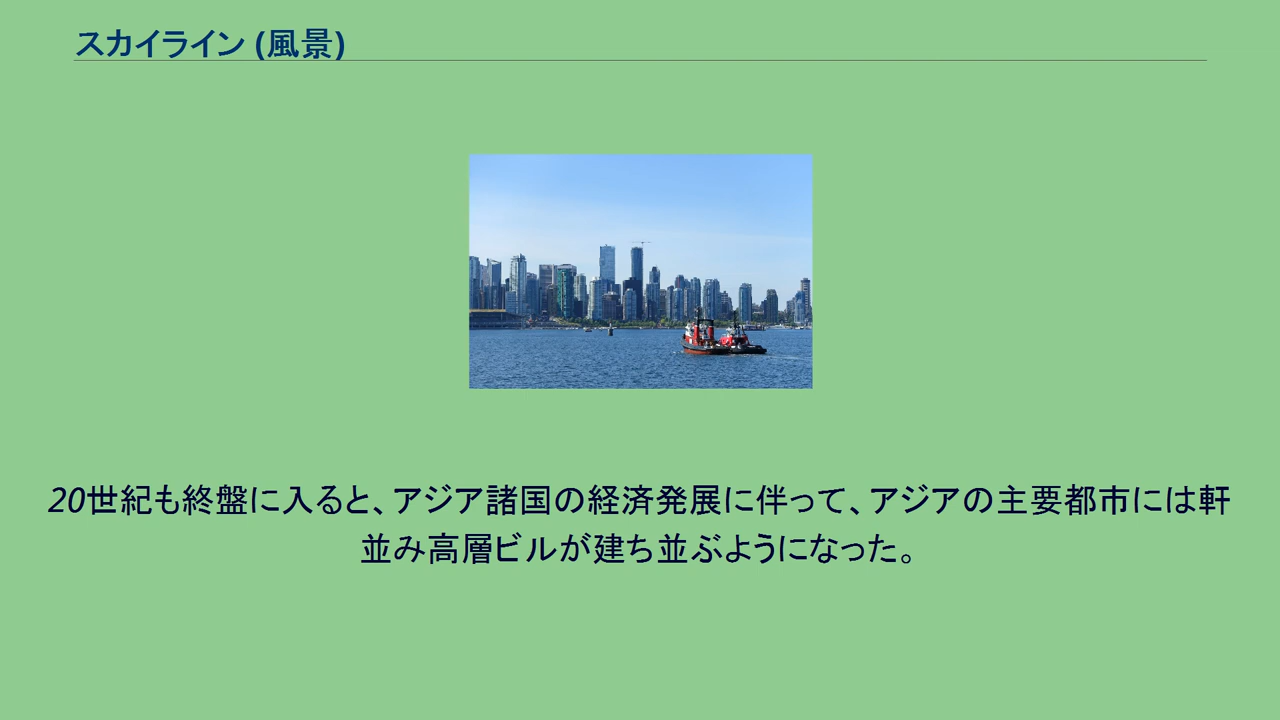 スカイライン (風景)
20世紀も終盤に入ると、アジア諸国の経済発展に伴って、アジアの主要都市には軒
並み高層ビルが建ち並ぶようになった。